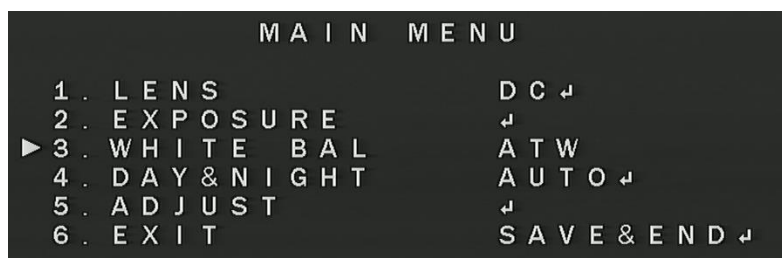 MAIN MENU
1. LENS DC↵
2. EXPOSURE ↵
▶3. WHITE BAL ATW
4. DAY&NIGHT AUTO↵
5. ADJUST ↵
6. EXIT SAVE&END↵